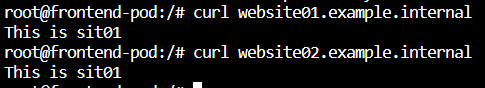 root@frontend-pod:/# curl website01.example.internal
This is sit01
root@frontend-pod:/# curl website02.example.internal
This is sit01
root@frontend-pod:/#